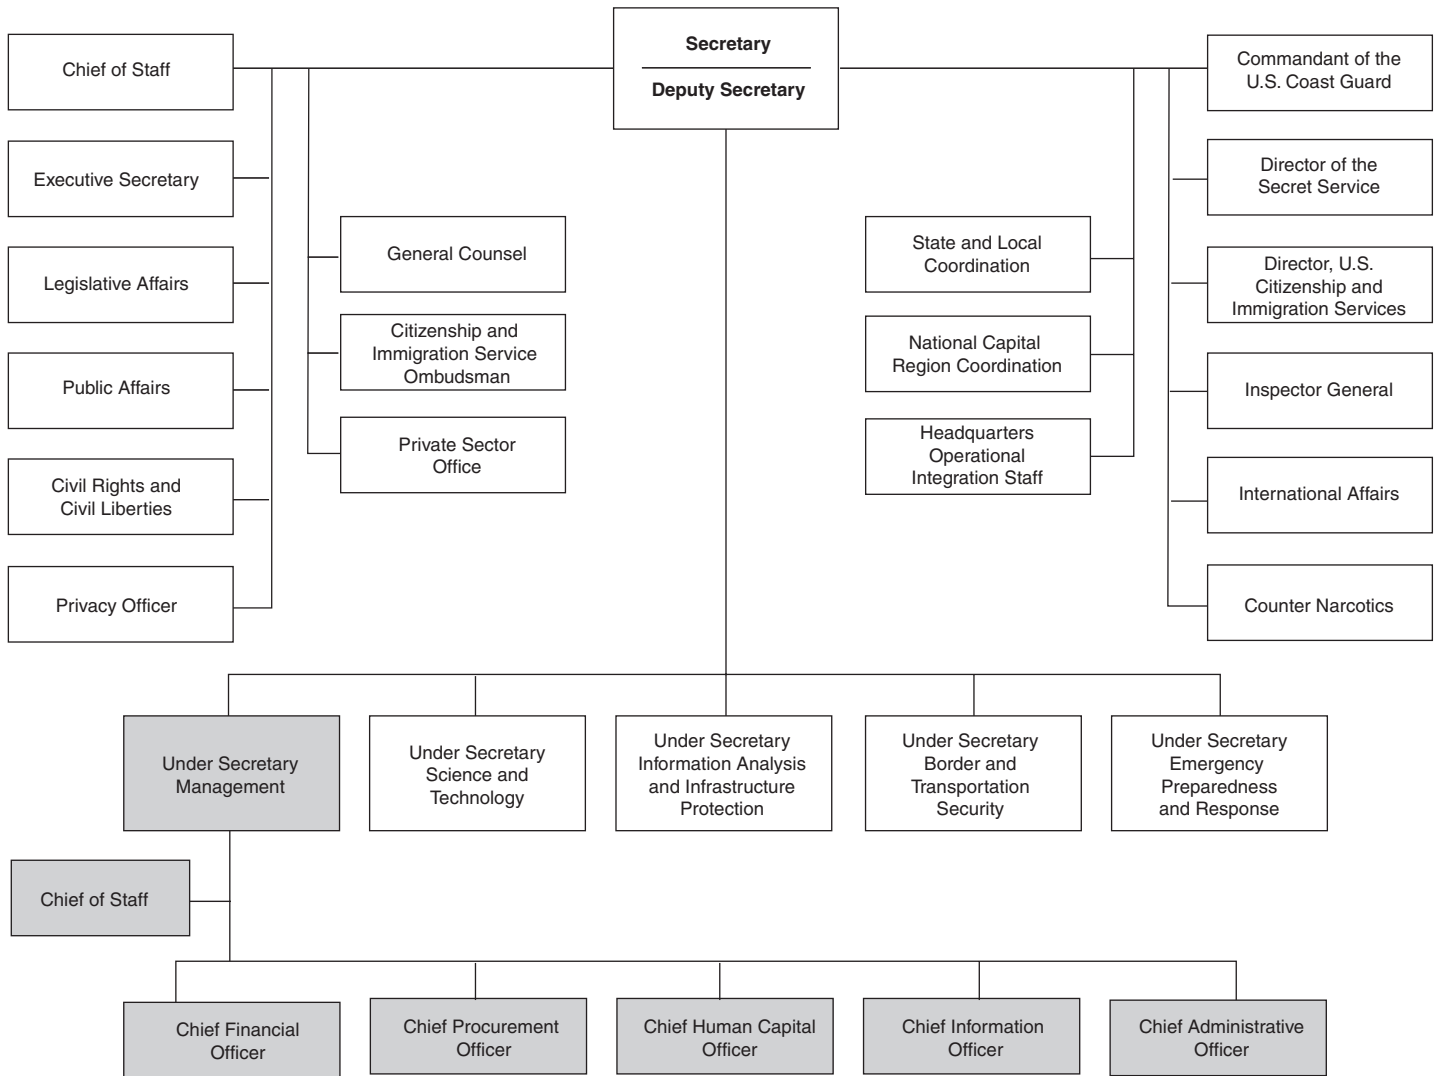 Secretary
Deputy Secretary
Chief of Staff
Executive Secretary
Legislative Affairs
Public Affairs
Civil Rights and
Civil Liberties
Privacy Officer
General Counsel
Citizenship and
Immigration Service
Ombudsman
Private Sector
Office
State and Local
Coordination
National Capital
Region Coordination
Headquarters
Operational
Integration Staff
Commandant of the
U.S. Coast Guard
Director of the
Secret Service
Director, U.S.
Citizenship and
Immigration Services
Inspector General
International Affairs
Counter Narcotics
Under Secretary
Management
Under Secretary
Science and
Technology
Under Secretary
Information Analysis
and Infrastructure
Protection
Under Secretary
Border and
Transportation
Security
Under Secretary
Emergency
Preparedness
and Response
Chief of Staff
Chief Financial
Officer
Chief Procurement
Officer
Chief Human Capital
Officer
Chief Information
Officer
Chief Administrative
Officer